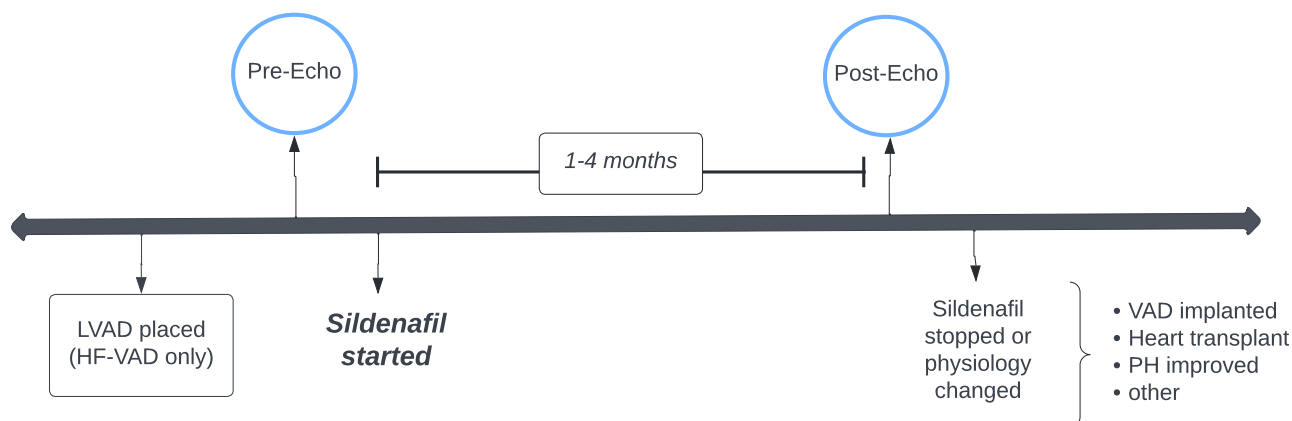 Pre-Echo
Post-Echo
1-4 months
LVAD placed
(HF-VAD only)
Sildenafil
started
Sildenafil
stopped or
physiology
changed
• VAD implanted
• Heart transplant
• PH improved
• other